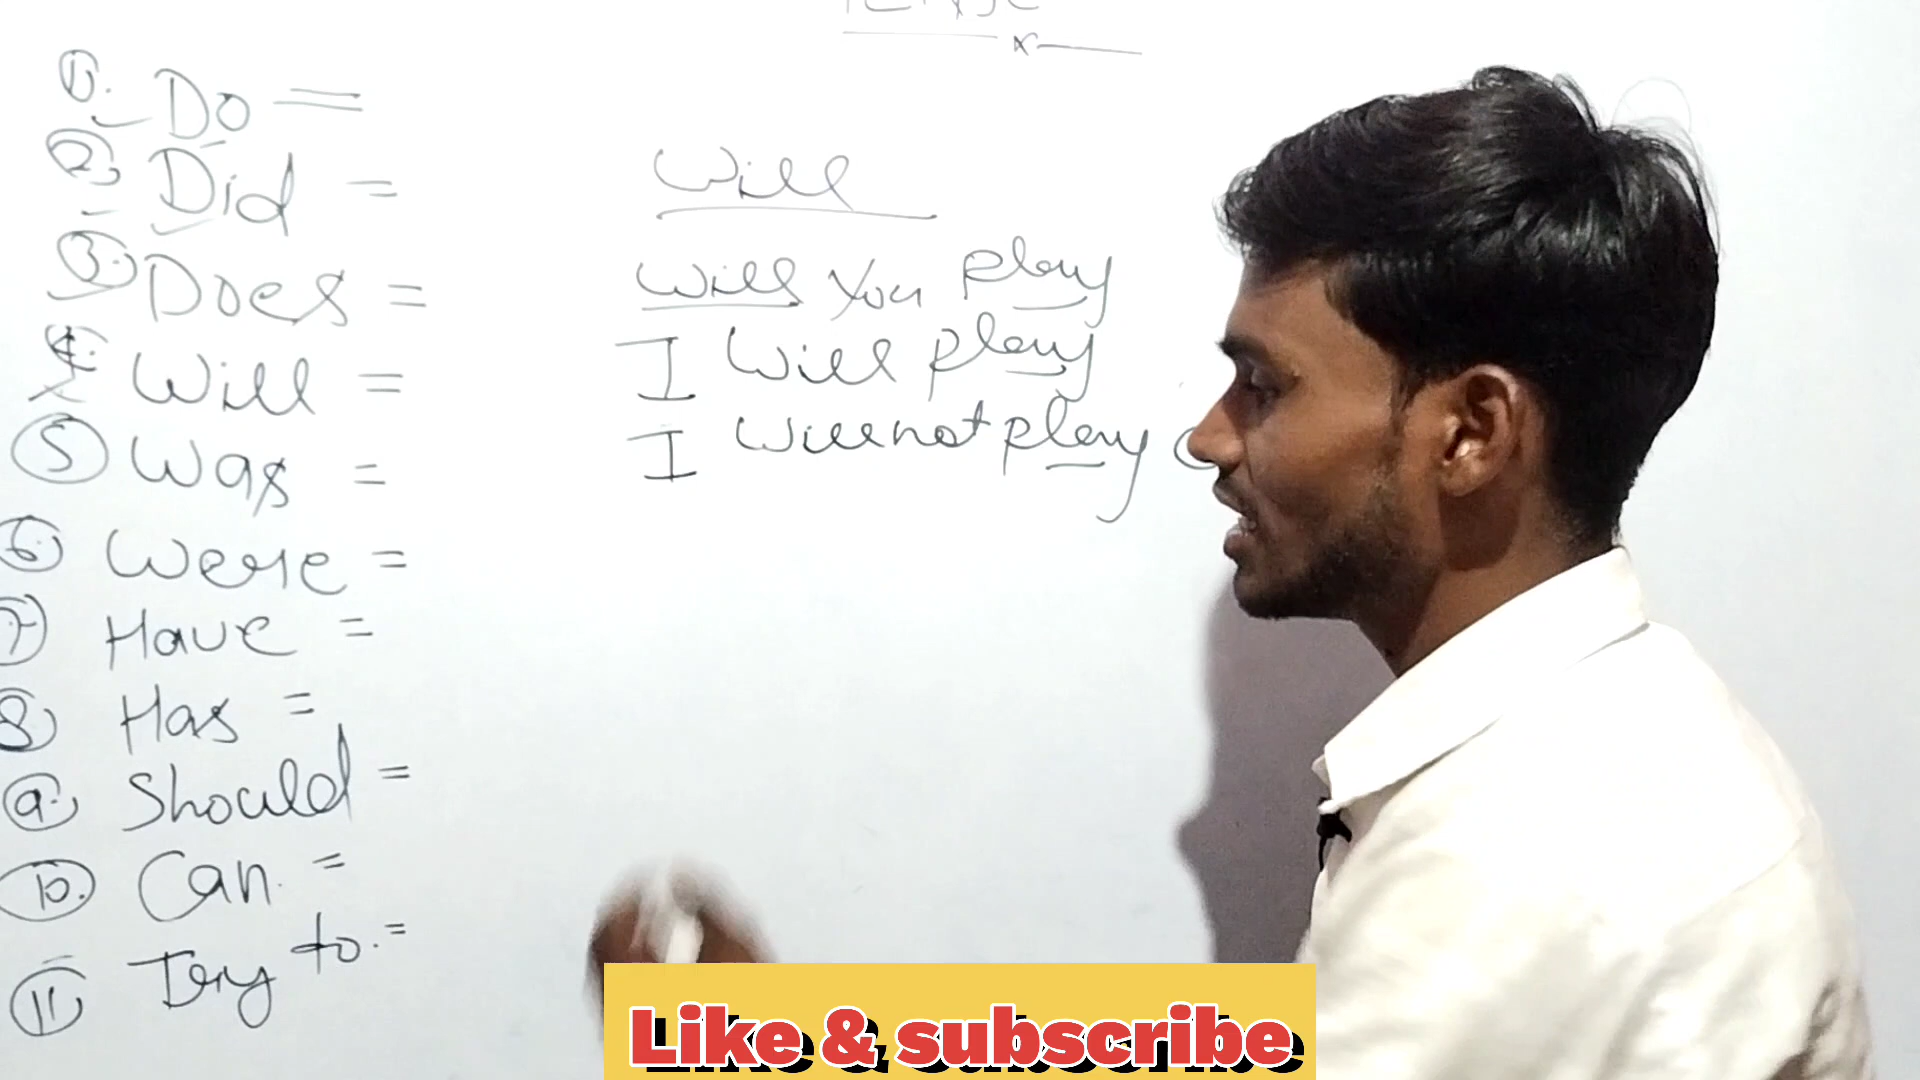 1. Do =
2. Did =
3. Does =
4. Will =
5 Was =
6 Were =
7 Have =
8 Has =
9. Should =
10. Can. =
11 Try to. =
Will
Will you play
I Will play
I Will not play
Like & subscribe